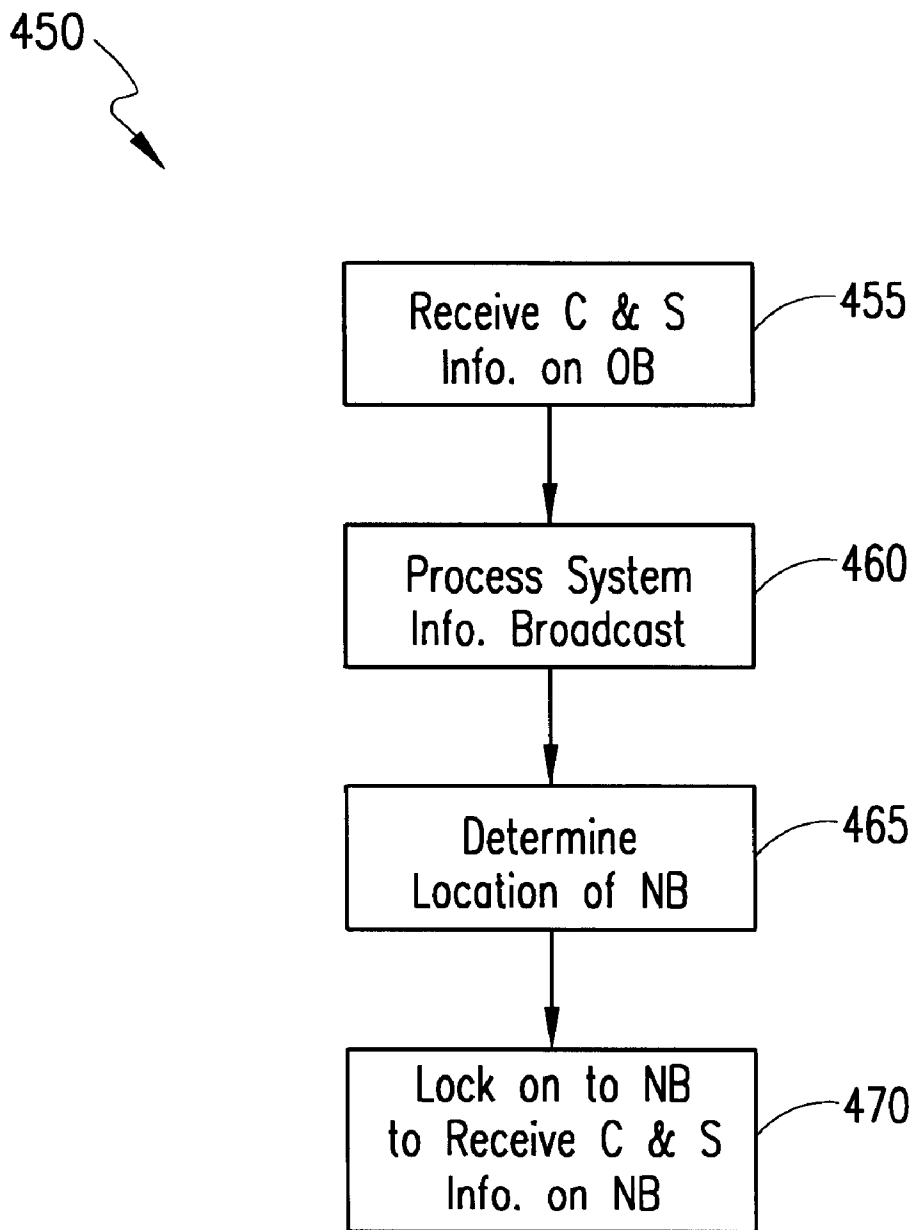 450
Receive C & S
Info. on OB
455
Process System
Info. Broadcast
460
Determine
Location of NB
465
Lock on to NB
to Receive C & S
Info. on NB
470